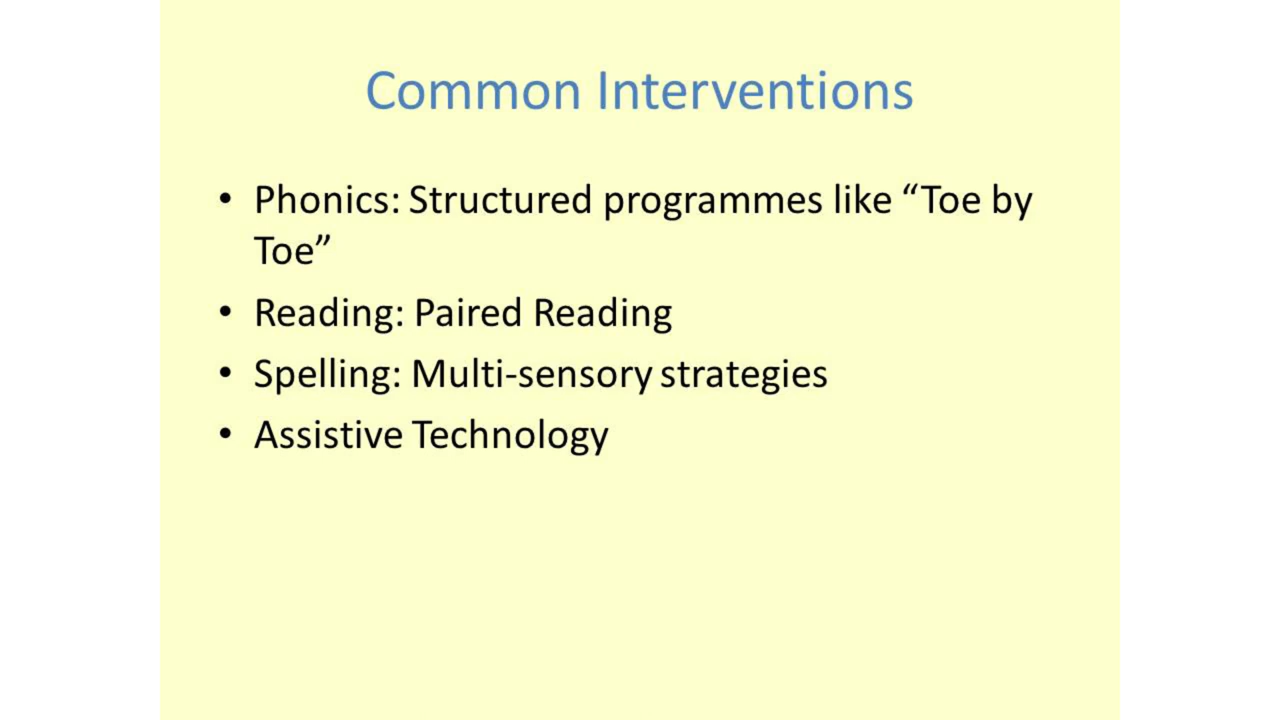 Common Interventions
• Phonics: Structured programmes like “Toe by
Toe”
• Reading: Paired Reading
• Spelling: Multi-sensory strategies
• Assistive Technology